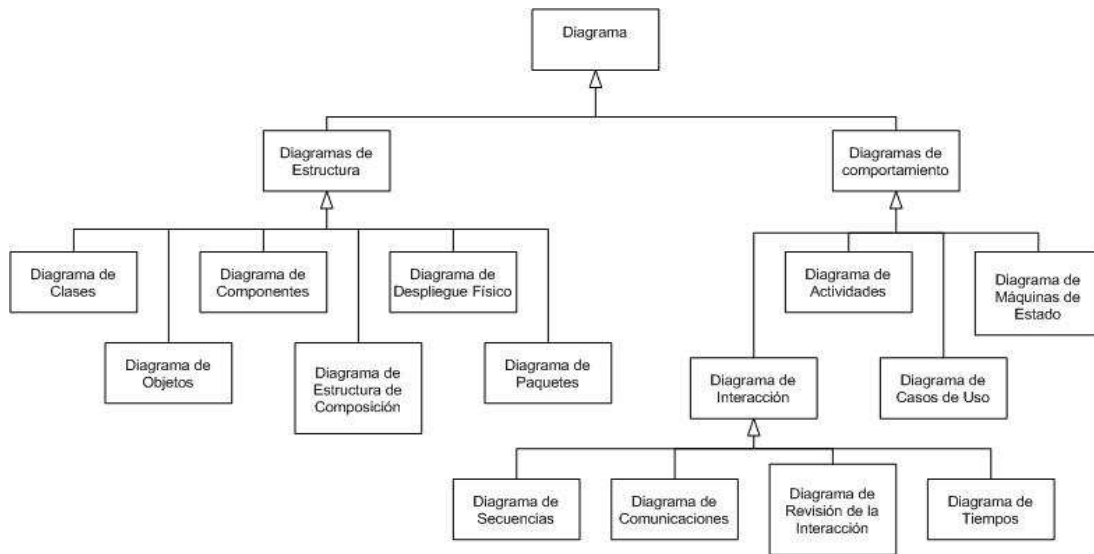 Diagrama
Diagramas de
Estructura
Diagramas de
comportamiento
Diagrama de
Clases
Diagrama de
Componentes
Diagrama de
Despliegue Físico
Diagrama de
Actividades
Diagrama de
Máquinas de
Estado
Diagrama de
Objetos
Diagrama de
Estructura de
Composición
Diagrama de
Paquetes
Diagrama de
Interacción
Diagrama de
Casos de Uso
Diagrama de
Secuencias
Diagrama de
Comunicaciones
Diagrama de
Revisión de la
Interacción
Diagrama de
Tiempos